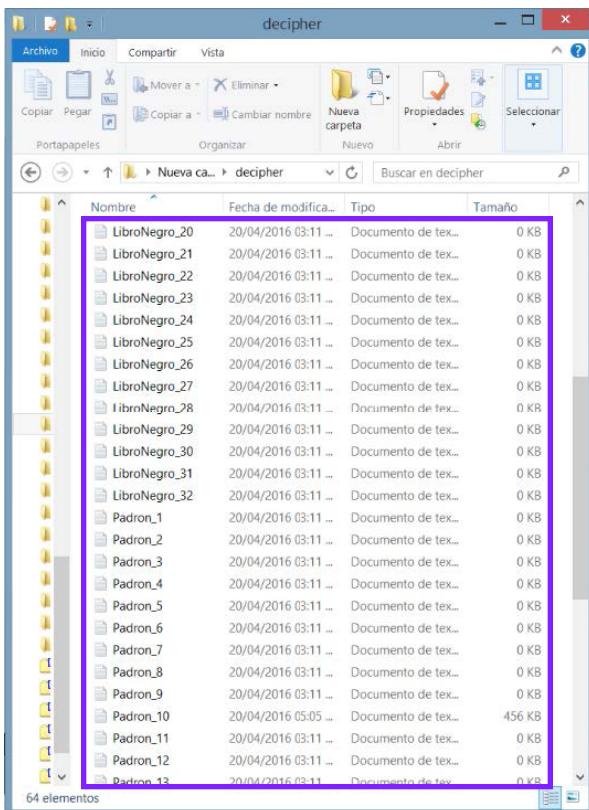 decipher
Archivo Inicio Compartir Vista
Copiar Pegar Mover a Eliminar Nueva carpeta Propiedades Seleccionar
Copiar a Cambiar nombre
Portapapeles Organizar Nuevo Abrir
Nueva ca... decipher Buscar en decipher
Nombre Fecha de modifica... Tipo Tamaño
LibroNegro_20 20/04/2016 03:11 ... Documento de tex... 0 KB
LibroNegro_21 20/04/2016 03:11 ... Documento de tex... 0 KB
LibroNegro_22 20/04/2016 03:11 ... Documento de tex... 0 KB
LibroNegro_23 20/04/2016 03:11 ... Documento de tex... 0 KB
LibroNegro_24 20/04/2016 03:11 ... Documento de tex... 0 KB
LibroNegro_25 20/04/2016 03:11 ... Documento de tex... 0 KB
LibroNegro_26 20/04/2016 03:11 ... Documento de tex... 0 KB
LibroNegro_27 20/04/2016 03:11 ... Documento de tex... 0 KB
LibroNegro_28 20/04/2016 03:11 ... Documento de tex... 0 KB
LibroNegro_29 20/04/2016 03:11 ... Documento de tex... 0 KB
LibroNegro_30 20/04/2016 03:11 ... Documento de tex... 0 KB
LibroNegro_31 20/04/2016 03:11 ... Documento de tex... 0 KB
LibroNegro_32 20/04/2016 03:11 ... Documento de tex... 0 KB
Padron_1 20/04/2016 03:11 ... Documento de tex... 0 KB
Padron_2 20/04/2016 03:11 ... Documento de tex... 0 KB
Padron_3 20/04/2016 03:11 ... Documento de tex... 0 KB
Padron_4 20/04/2016 03:11 ... Documento de tex... 0 KB
Padron_5 20/04/2016 03:11 ... Documento de tex... 0 KB
Padron_6 20/04/2016 03:11 ... Documento de tex... 0 KB
Padron_7 20/04/2016 03:11 ... Documento de tex... 0 KB
Padron_8 20/04/2016 03:11 ... Documento de tex... 0 KB
Padron_9 20/04/2016 03:11 ... Documento de tex... 0 KB
Padron_10 20/04/2016 05:05 ... Documento de tex... 456 KB
Padron_11 20/04/2016 03:11 ... Documento de tex... 0 KB
Padron_12 20/04/2016 03:11 ... Documento de tex... 0 KB
Padron_13 20/04/2016 03:11 ... Documento de tex... 0 KB
64 elementos